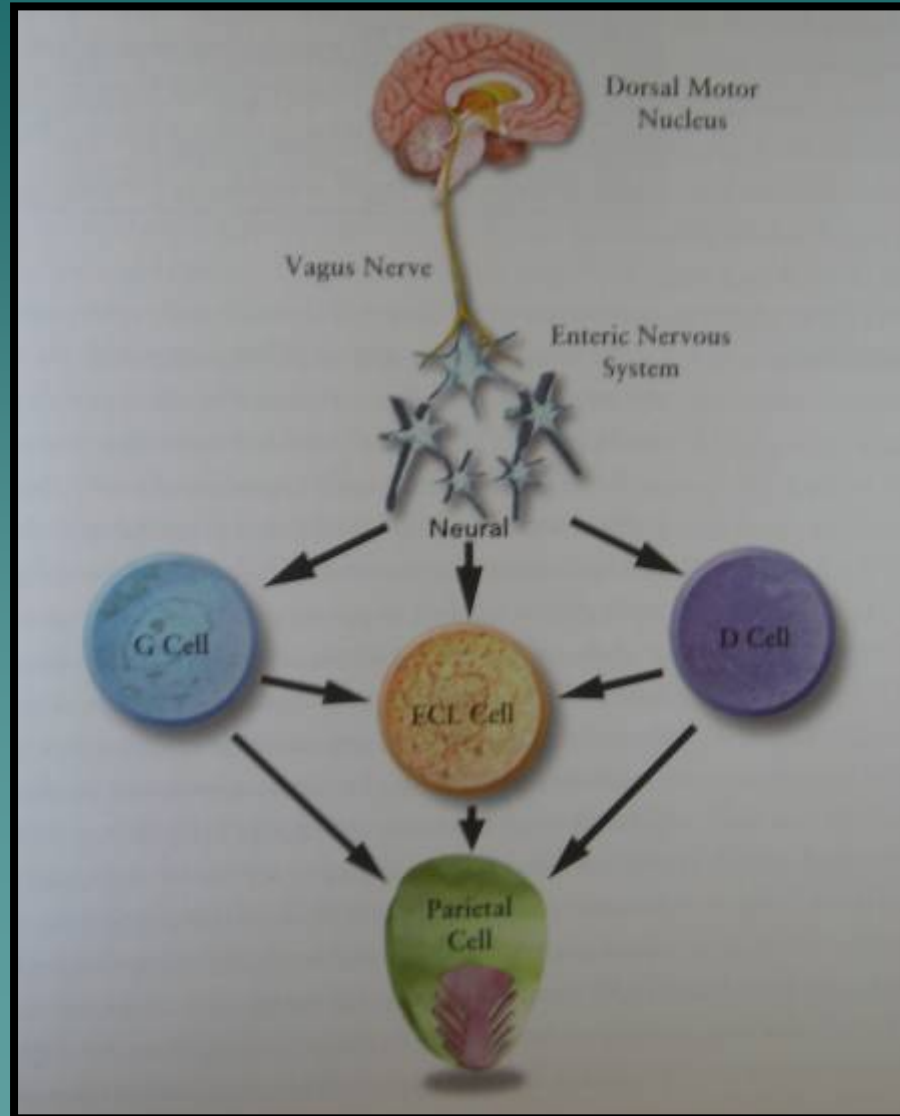 Dorsal Motor
Nucleus
Vagus Nerve
Enteric Nervous
System
Neural
G Cell
D Cell
ECL Cell
Parietal
Cell